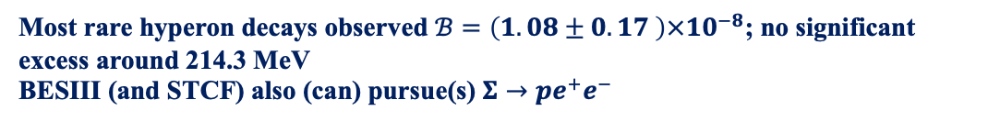 Most rare hyperon decays observed ℬ = (1.08 ± 0.17 )×10⁻⁸; no significant
excess around 214.3 MeV
BESIII (and STCF) also (can) pursue(s) Σ → pe⁺e⁻